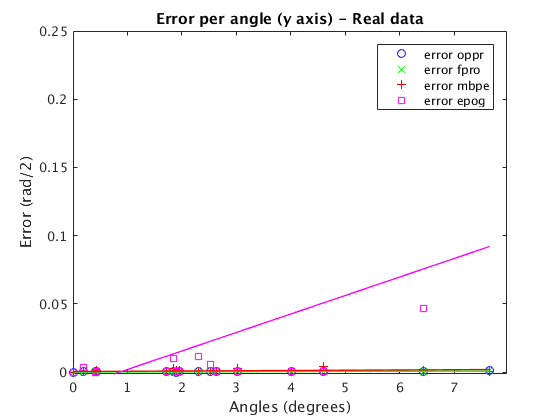 Error per angle (y axis) - Real data
0.25
0.2
0.15
0.1
0.05
0
Error (rad/2)
error oppr
error fpro
error mbpe
error epog
0 1 2 3 4 5 6 7
Angles (degrees)